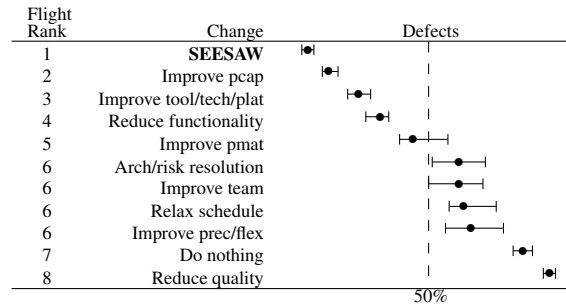 Flight
Rank Change Defects
1 SEESAW
2 Improve pcap
3 Improve tool/tech/plat
4 Reduce functionality
5 Improve pmat
6 Arch/risk resolution
6 Improve team
6 Relax schedule
6 Improve prec/flex
7 Do nothing
8 Reduce quality
50%